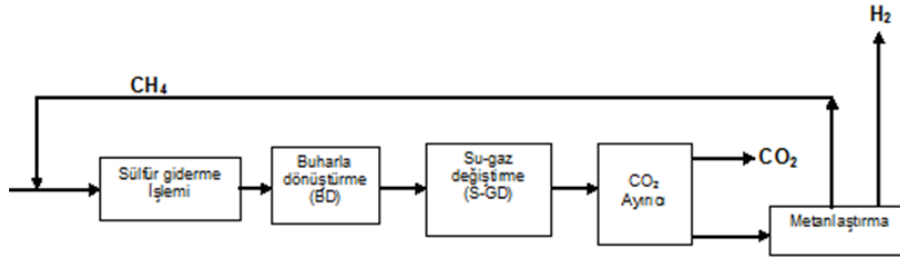 H₂
CH₄
Sülfür giderme
İşlemi
Buharla
dönüştürme
(BD)
Su-gaz
değiştirme
(S-GD)
CO₂
Ayırıcı
CO₂
Metanlaştırma